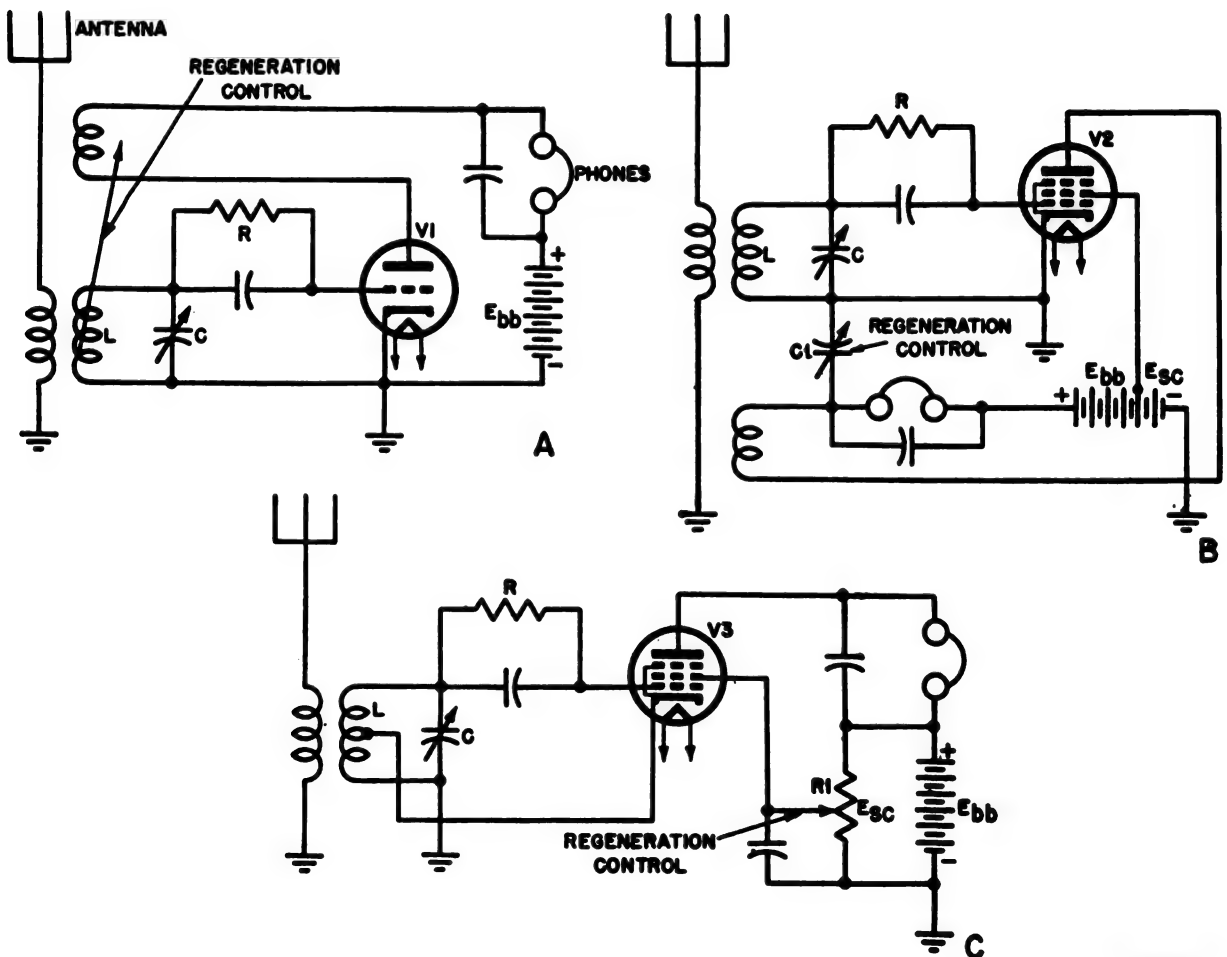 ANTENNA
REGENERATION
CONTROL
PHONES
R
V1
L
C
Ebb
+
-
A
R
V2
L
C
C1
REGENERATION
CONTROL
Ebb
Esc
+
-
B
R
V3
L
C
R1
Esc
Ebb
+
-
REGENERATION
CONTROL
C